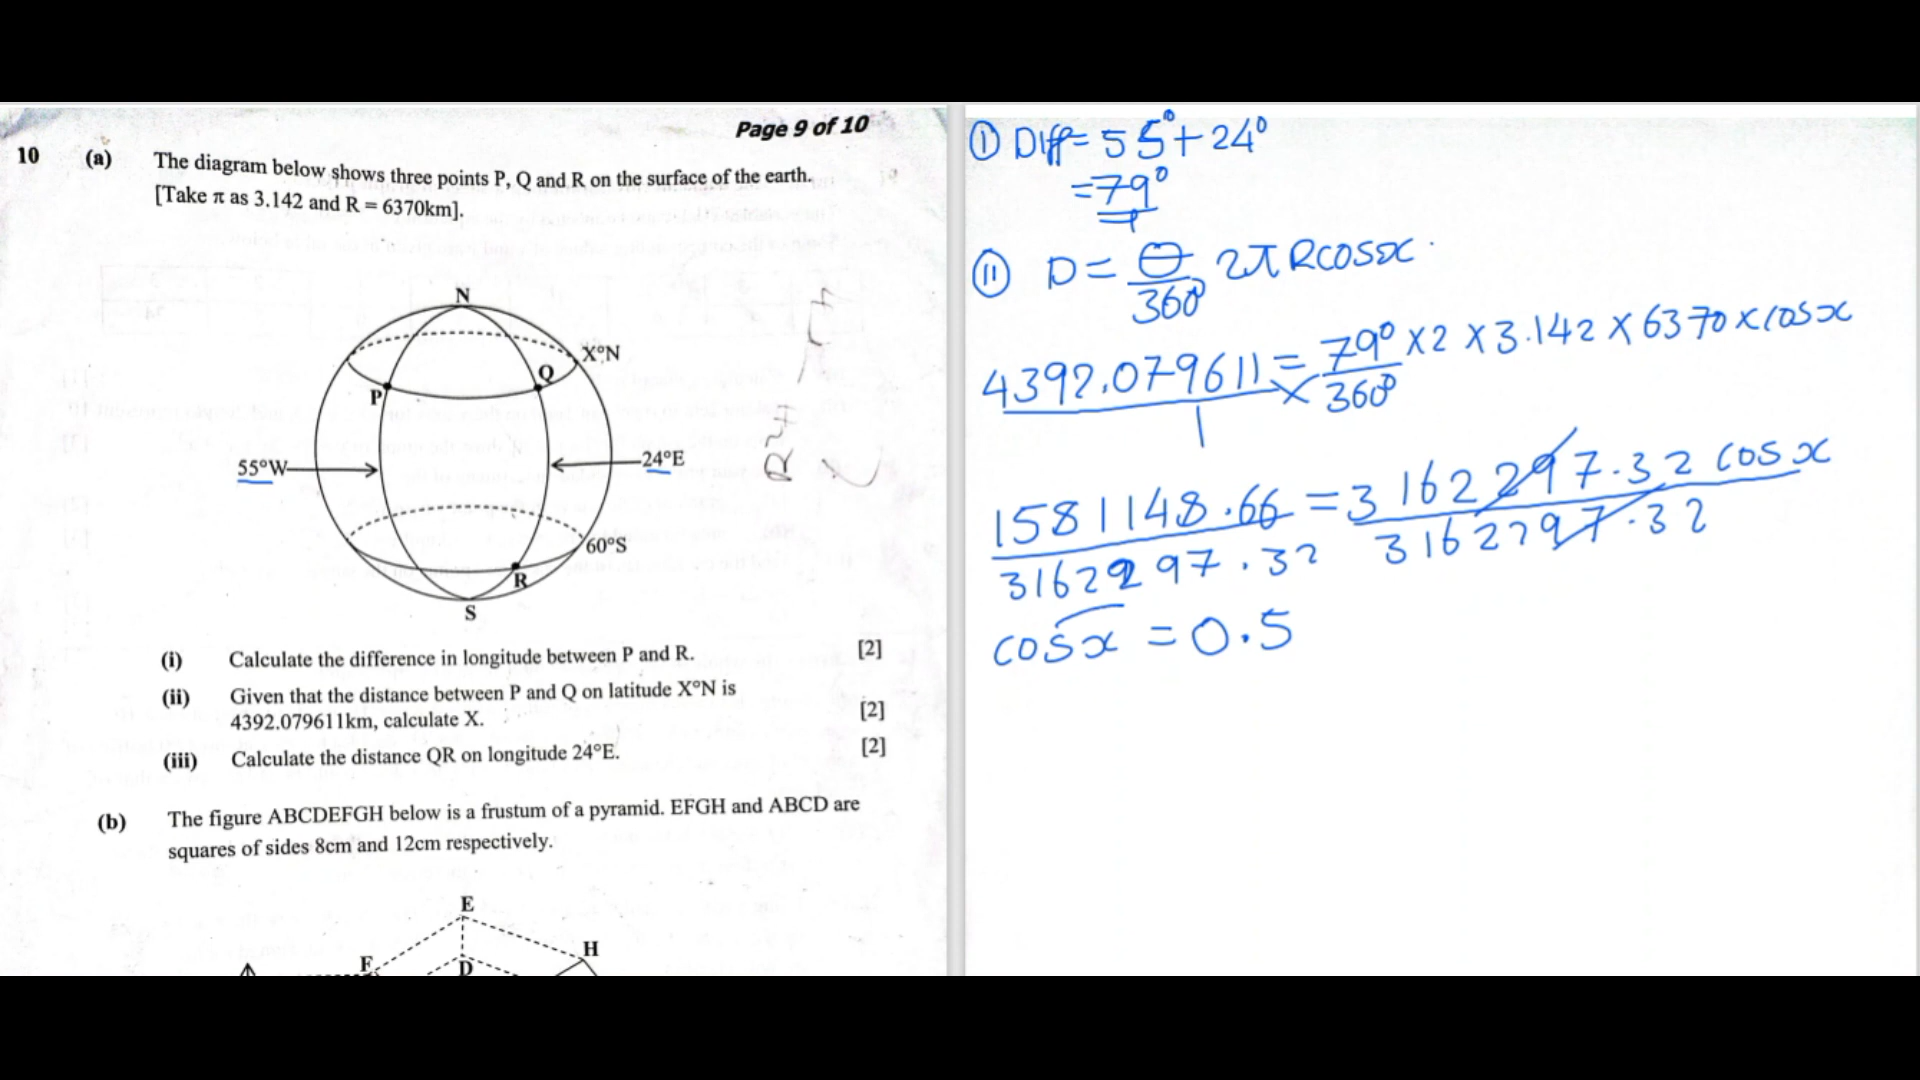 Page 9 of 10
10 (a) The diagram below shows three points P, Q and R on the surface of the earth.
[Take π as 3.142 and R = 6370km].
N
X°N
Q
P
55°W
24°E
60°S
R
S
(i) Calculate the difference in longitude between P and R. [2]
(ii) Given that the distance between P and Q on latitude X°N is
4392.079611km, calculate X. [2]
(iii) Calculate the distance QR on longitude 24°E. [2]
(b) The figure ABCDEFGH below is a frustum of a pyramid. EFGH and ABCD are
squares of sides 8cm and 12cm respectively.
E
H
F
D
(I) Diff = 55° + 24°
= 79°
(II) D = θ/360° 2πRcosx
4392.079611/1 = 79°/360° × 2 × 3.142 × 6370 × cosx
1581148.66/3162297.32 = 3162297.32 cosx/3162297.32
cosx = 0.5